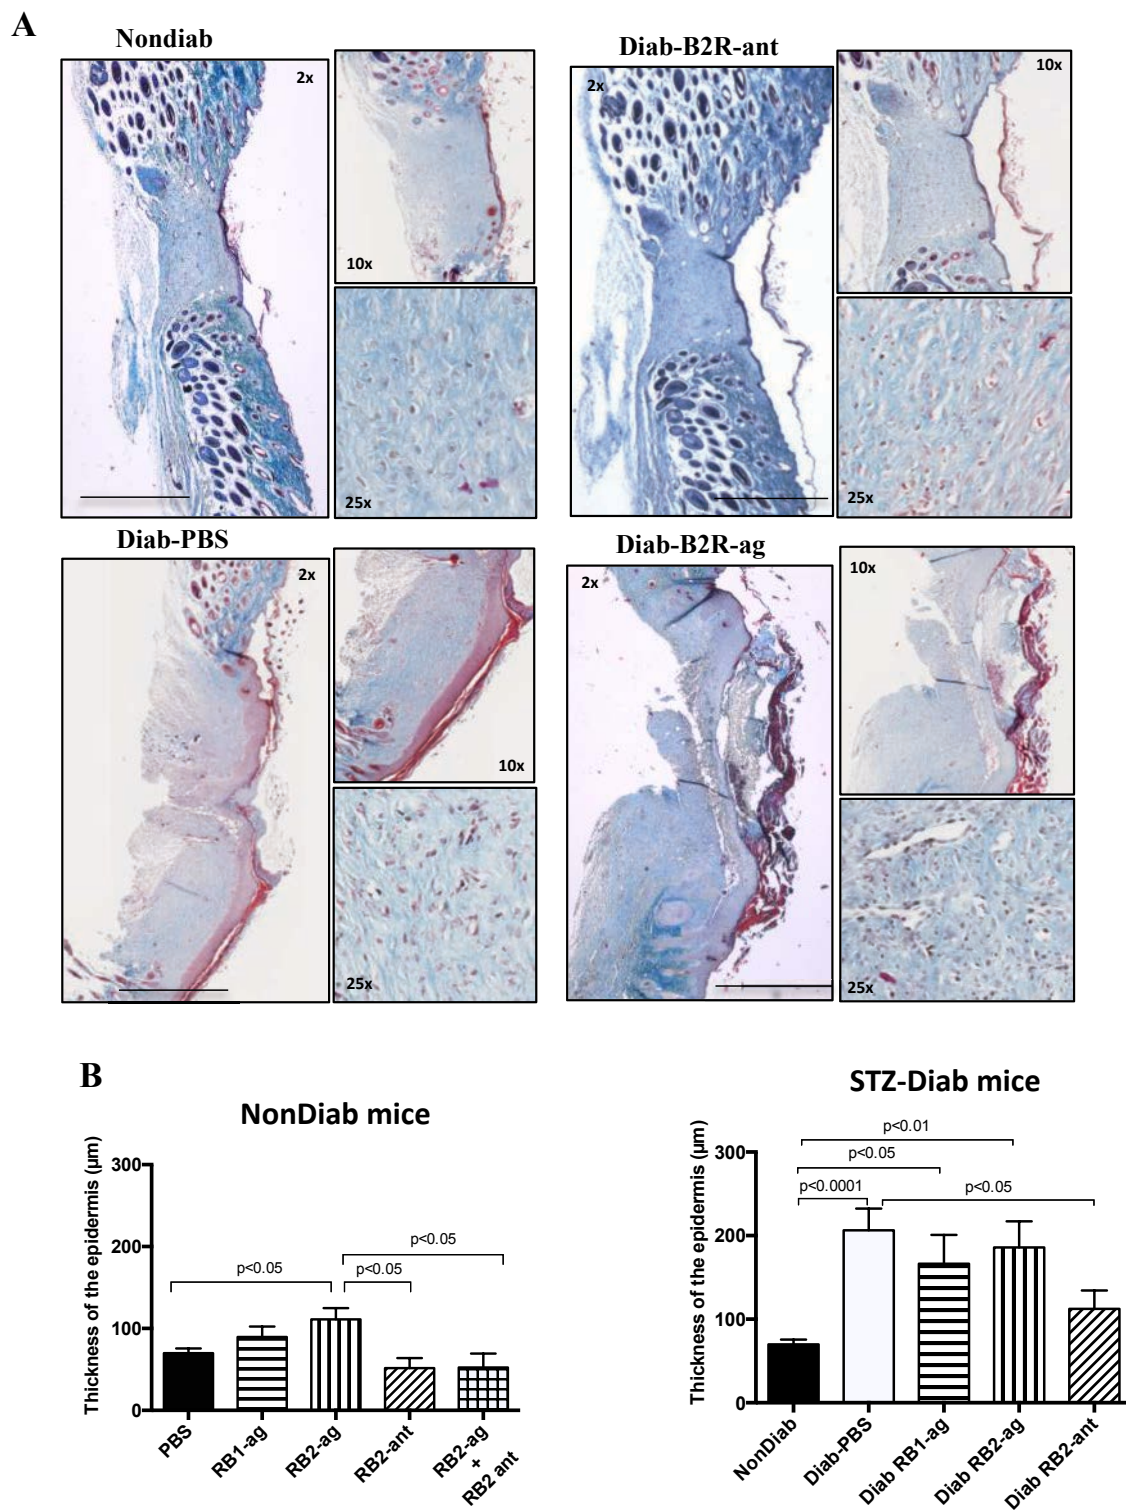 A
Nondiab
2x
10x
25x
Diab-B2R-ant
2x
10x
25x
Diab-PBS
2x
10x
25x
Diab-B2R-ag
2x
10x
25x
B
NonDiab mice
Thickness of the epidermis (µm)
300
200
100
0
p<0.05
p<0.05
p<0.05
PBS
RB1-ag
RB2-ag
RB2-ant
RB2-ag
+
RB2 ant
STZ-Diab mice
Thickness of the epidermis (µm)
300
200
100
0
p<0.01
p<0.05
p<0.0001
p<0.05
NonDiab
Diab-PBS
Diab RB1-ag
Diab RB2-ag
Diab RB2-ant